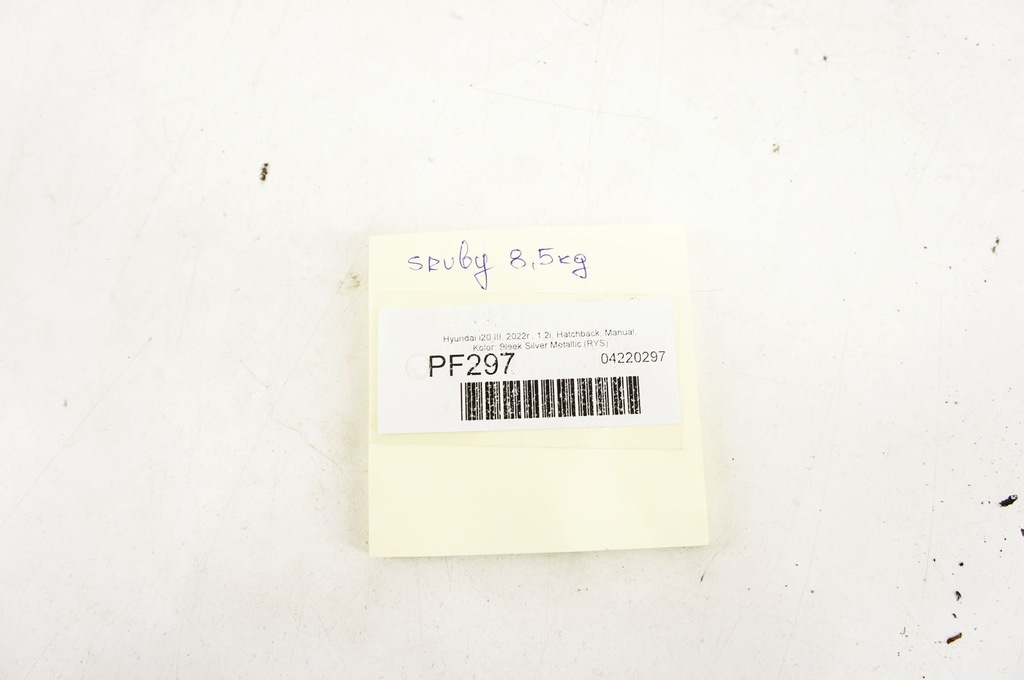 sruby 8,5kg
Hyundai i20 III, 2022r., 1.2i, Hatchback, Manual,
Kolor: Sleek Silver Metallic (RYS)
PF297 04220297